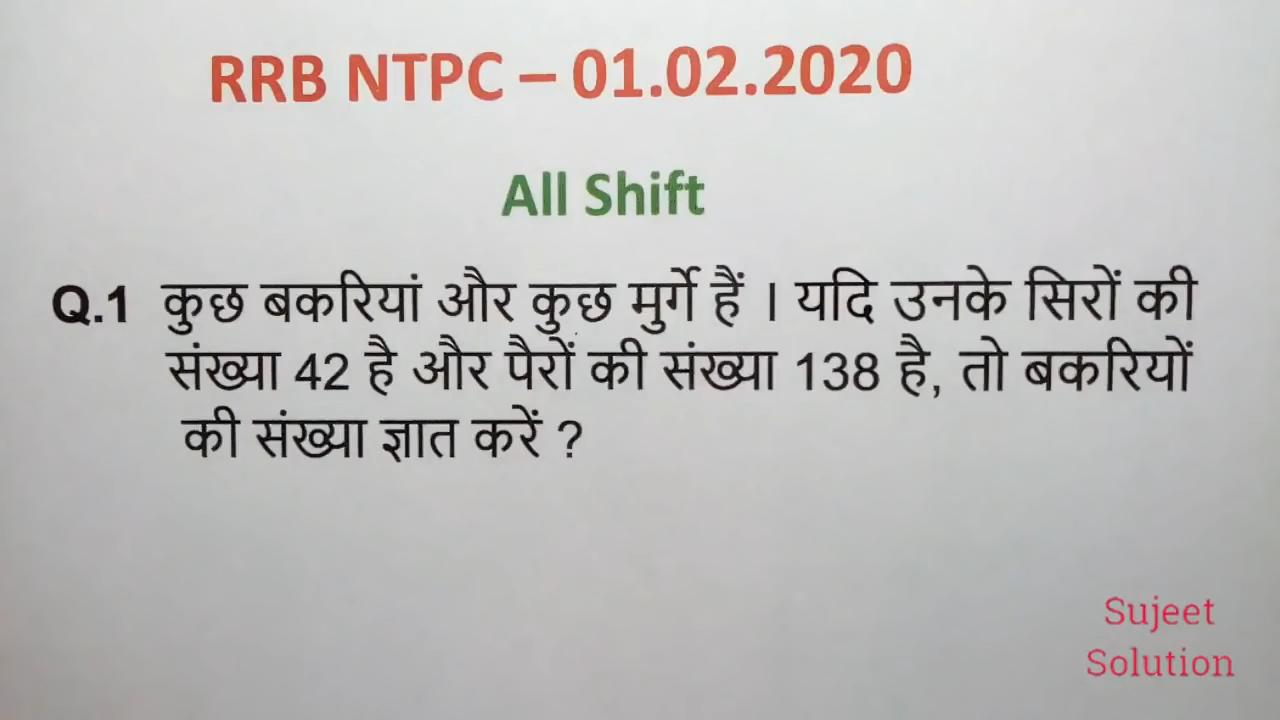 RRB NTPC – 01.02.2020
All Shift
Q.1 कुछ बकरियां और कुछ मुर्गे हैं । यदि उनके सिरों की
संख्या 42 है और पैरों की संख्या 138 है, तो बकरियों
की संख्या ज्ञात करें ?
Sujeet
Solution